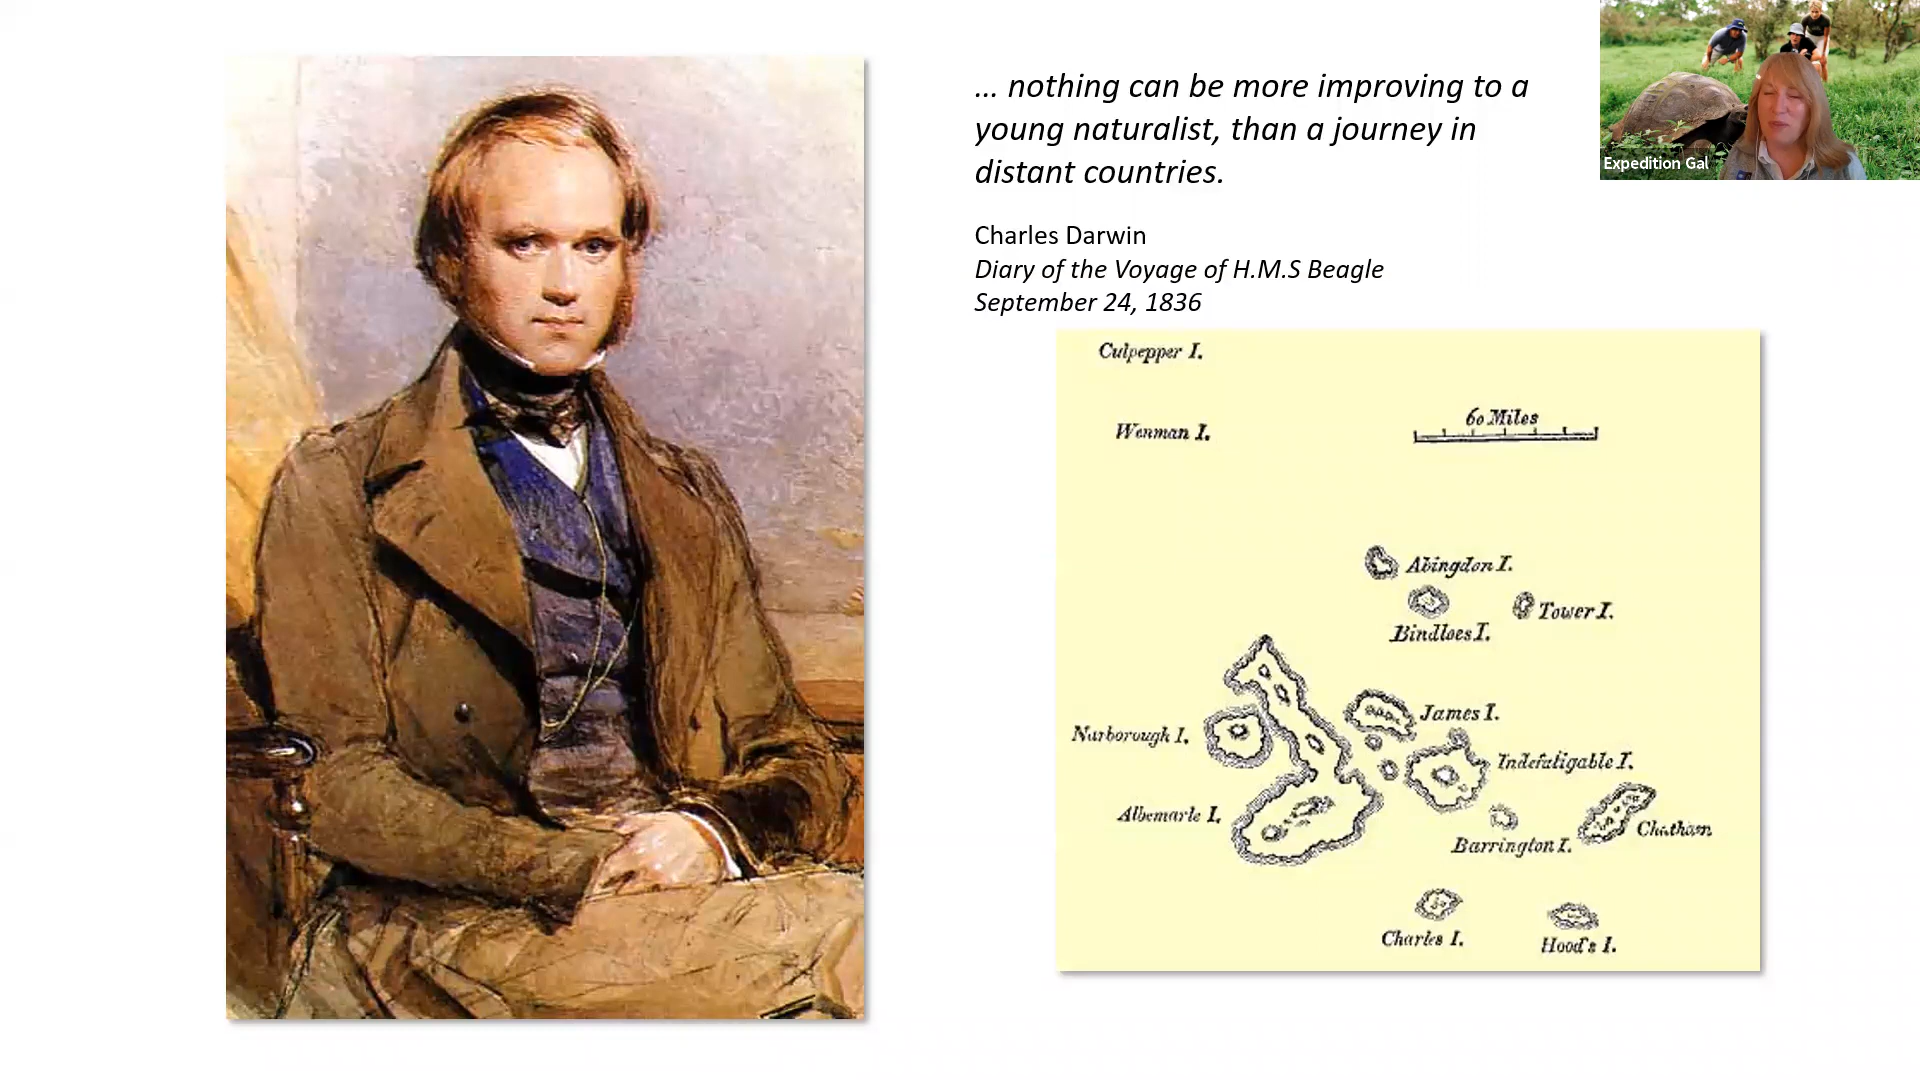 ... nothing can be more improving to a
young naturalist, than a journey in
distant countries.
Charles Darwin
Diary of the Voyage of H.M.S Beagle
September 24, 1836
Expedition Gal
Culpepper I.
Wenman I.
60 Miles
Abingdon I.
Tower I.
Bindloes I.
James I.
Narborough I.
Indefatigable I.
Albemarle I.
Chatham
Barrington I.
Charles I.
Hood's I.